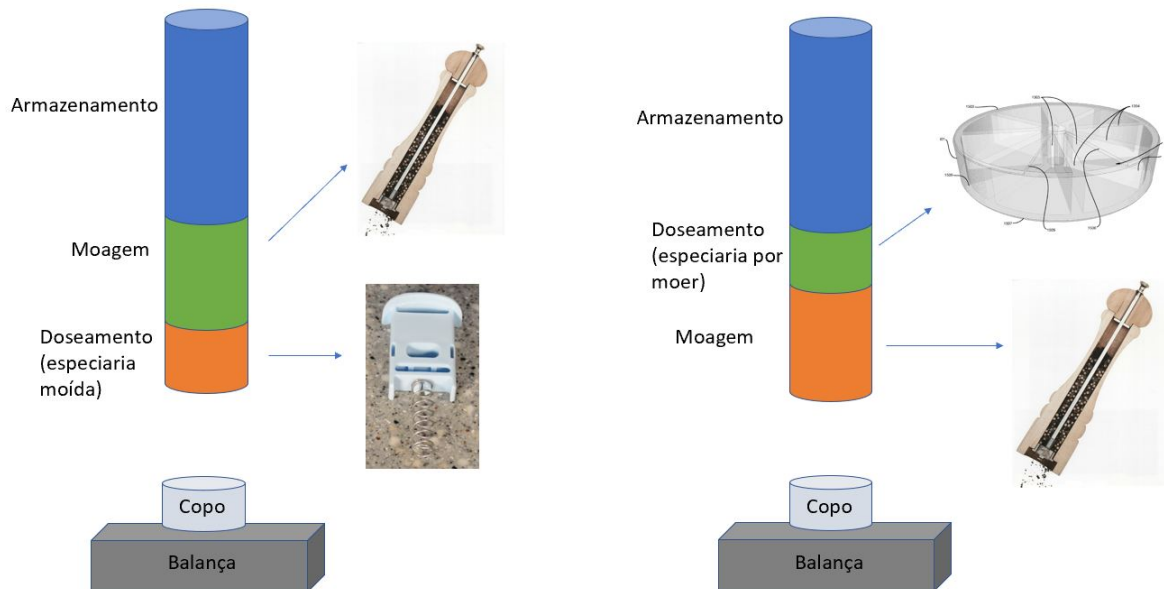 Armazenamento
Moagem
Doseamento
(especiaria
moída)
Copo
Balança
Armazenamento
Doseamento
(especiaria por
moer)
Moagem
Copo
Balança